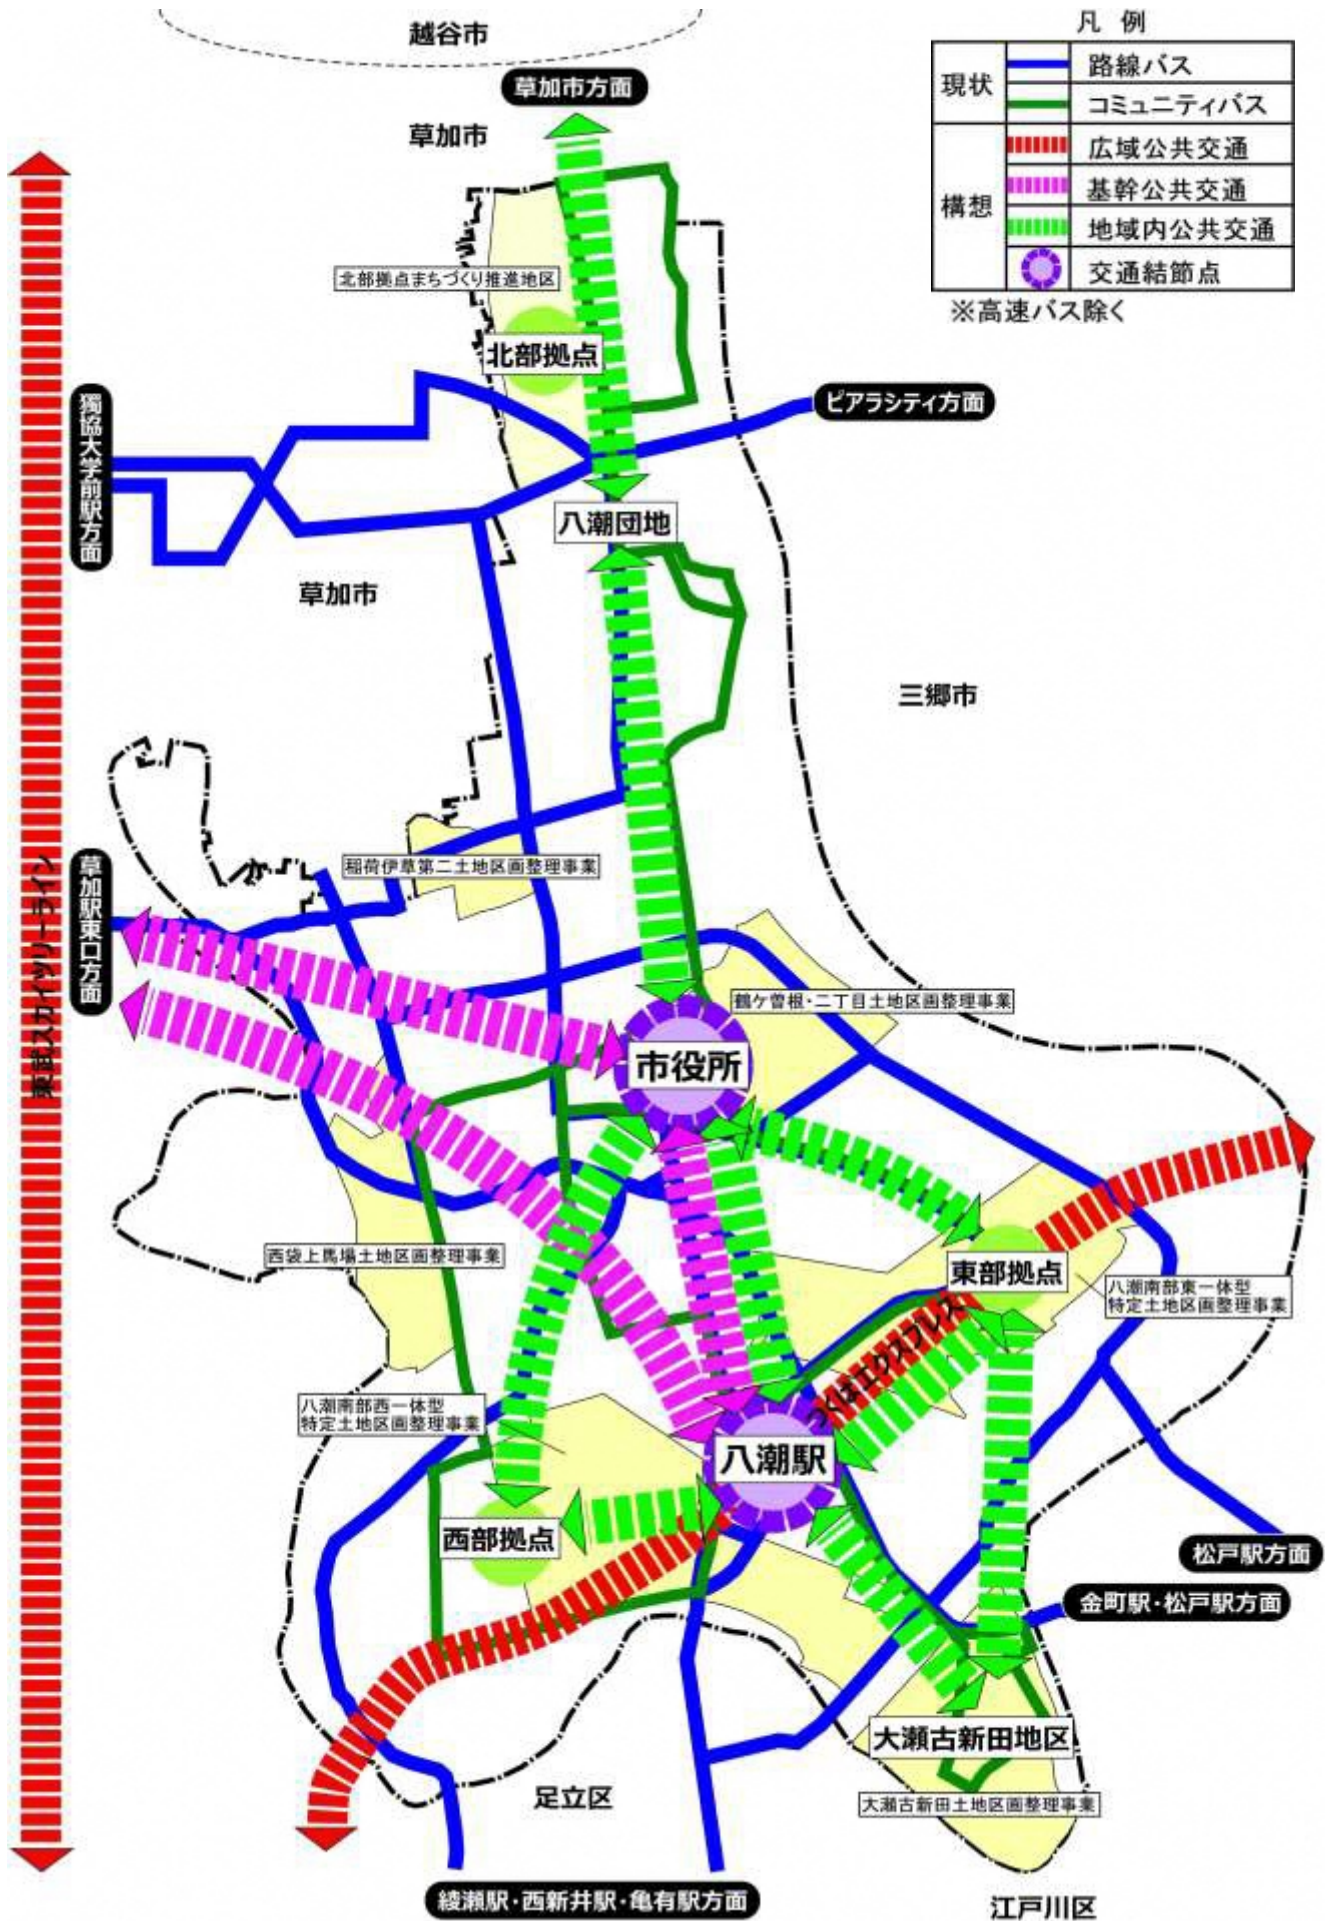 越谷市
凡 例
現状
路線バス
コミュニティバス
構想
広域公共交通
基幹公共交通
地域内公共交通
交通結節点
※高速バス除く
草加市方面
草加市
北部拠点まちづくり推進地区
北部拠点
ピアラシティ方面
獨協大学前駅方面
八潮団地
草加市
三郷市
稲荷伊草第二土地区画整理事業
東武スカイツリーライン
草加駅東口方面
鶴ケ曽根・二丁目土地区画整理事業
市役所
西袋上馬場土地区画整理事業
東部拠点
八潮南部東一体型
特定土地区画整理事業
つくばエクスプレス
八潮南部西一体型
特定土地区画整理事業
八潮駅
西部拠点
松戸駅方面
金町駅・松戸駅方面
大瀬古新田地区
足立区
大瀬古新田土地区画整理事業
綾瀬駅・西新井駅・亀有駅方面
江戸川区